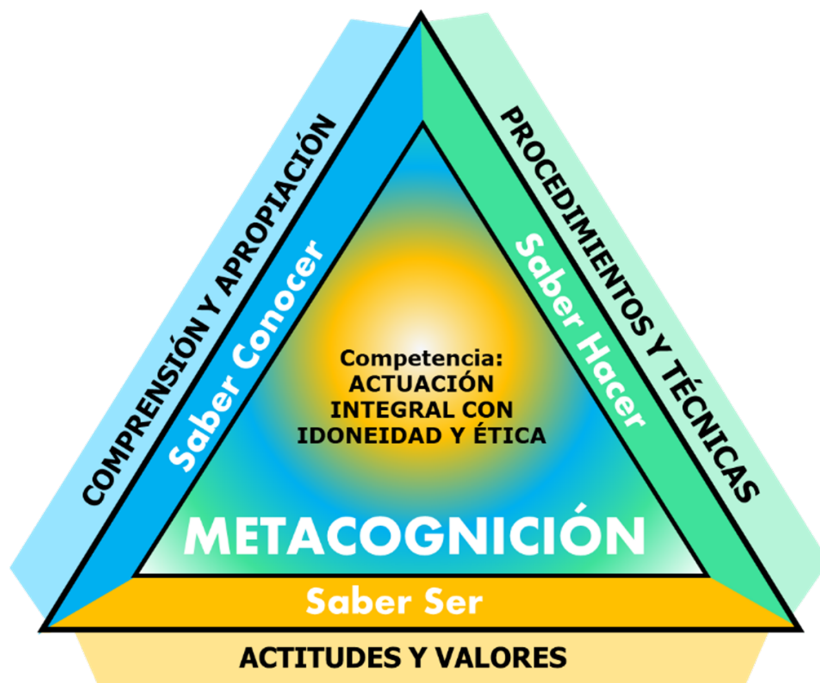 COMPRENSIÓN Y APROPIACIÓN
Saber Conocer
PROCEDIMIENTOS Y TÉCNICAS
Saber Hacer
Competencia:
ACTUACIÓN
INTEGRAL CON
IDONEIDAD Y ÉTICA
METACOGNICIÓN
Saber Ser
ACTITUDES Y VALORES